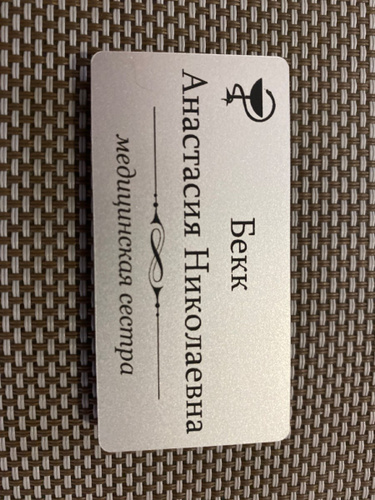 Бекк
Анастасия Николаевна
медицинская сестра